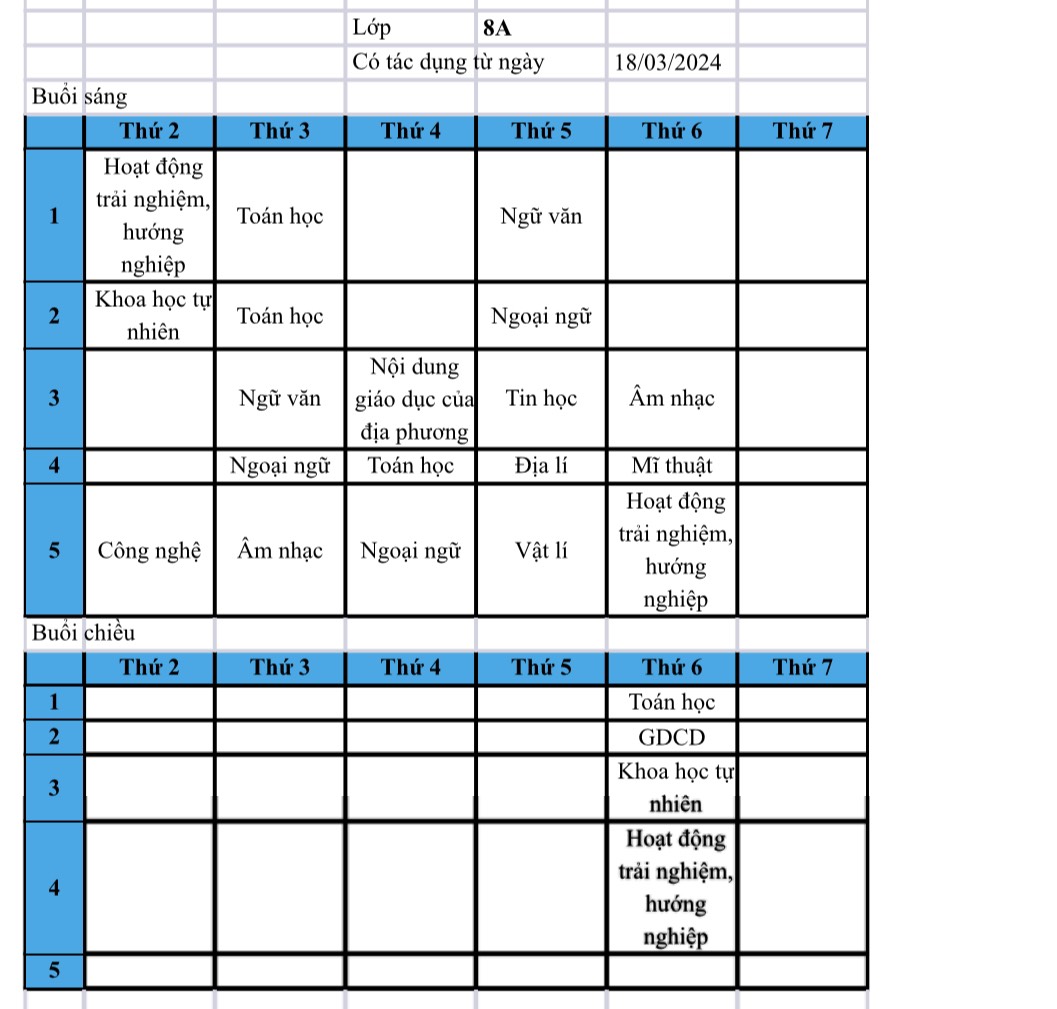 Lớp 8A
Có tác dụng từ ngày 18/03/2024
Buổi sáng
Thứ 2 Thứ 3 Thứ 4 Thứ 5 Thứ 6 Thứ 7
1 Hoạt động trải nghiệm, hướng nghiệp Toán học Ngữ văn
2 Khoa học tự nhiên Toán học Ngoại ngữ
3 Ngữ văn Nội dung giáo dục của địa phương Tin học Âm nhạc
4 Ngoại ngữ Toán học Địa lí Mĩ thuật
5 Công nghệ Âm nhạc Ngoại ngữ Vật lí Hoạt động trải nghiệm, hướng nghiệp
Buổi chiều
Thứ 2 Thứ 3 Thứ 4 Thứ 5 Thứ 6 Thứ 7
1 Toán học
2 GDCD
3 Khoa học tự nhiên
4 Hoạt động trải nghiệm, hướng nghiệp
5